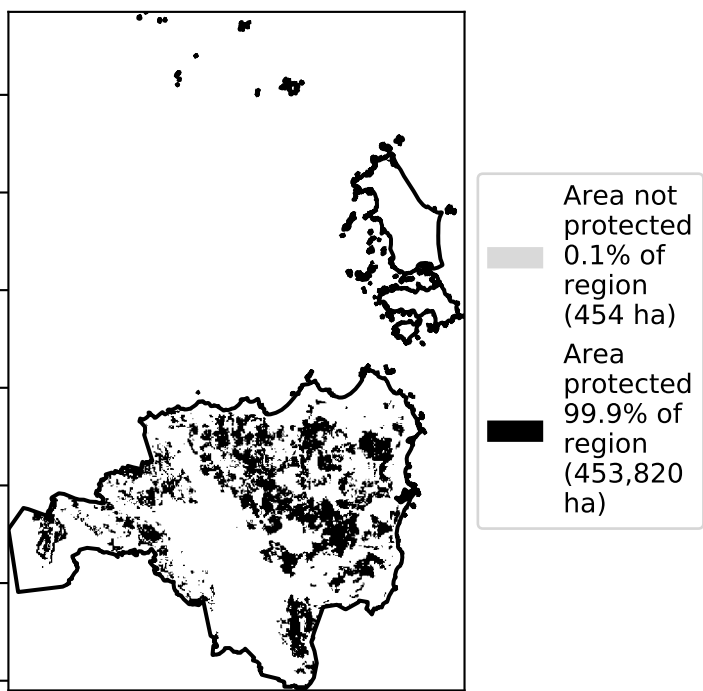 Area not
protected
0.1% of
region
(454 ha)
Area
protected
99.9% of
region
(453,820
ha)